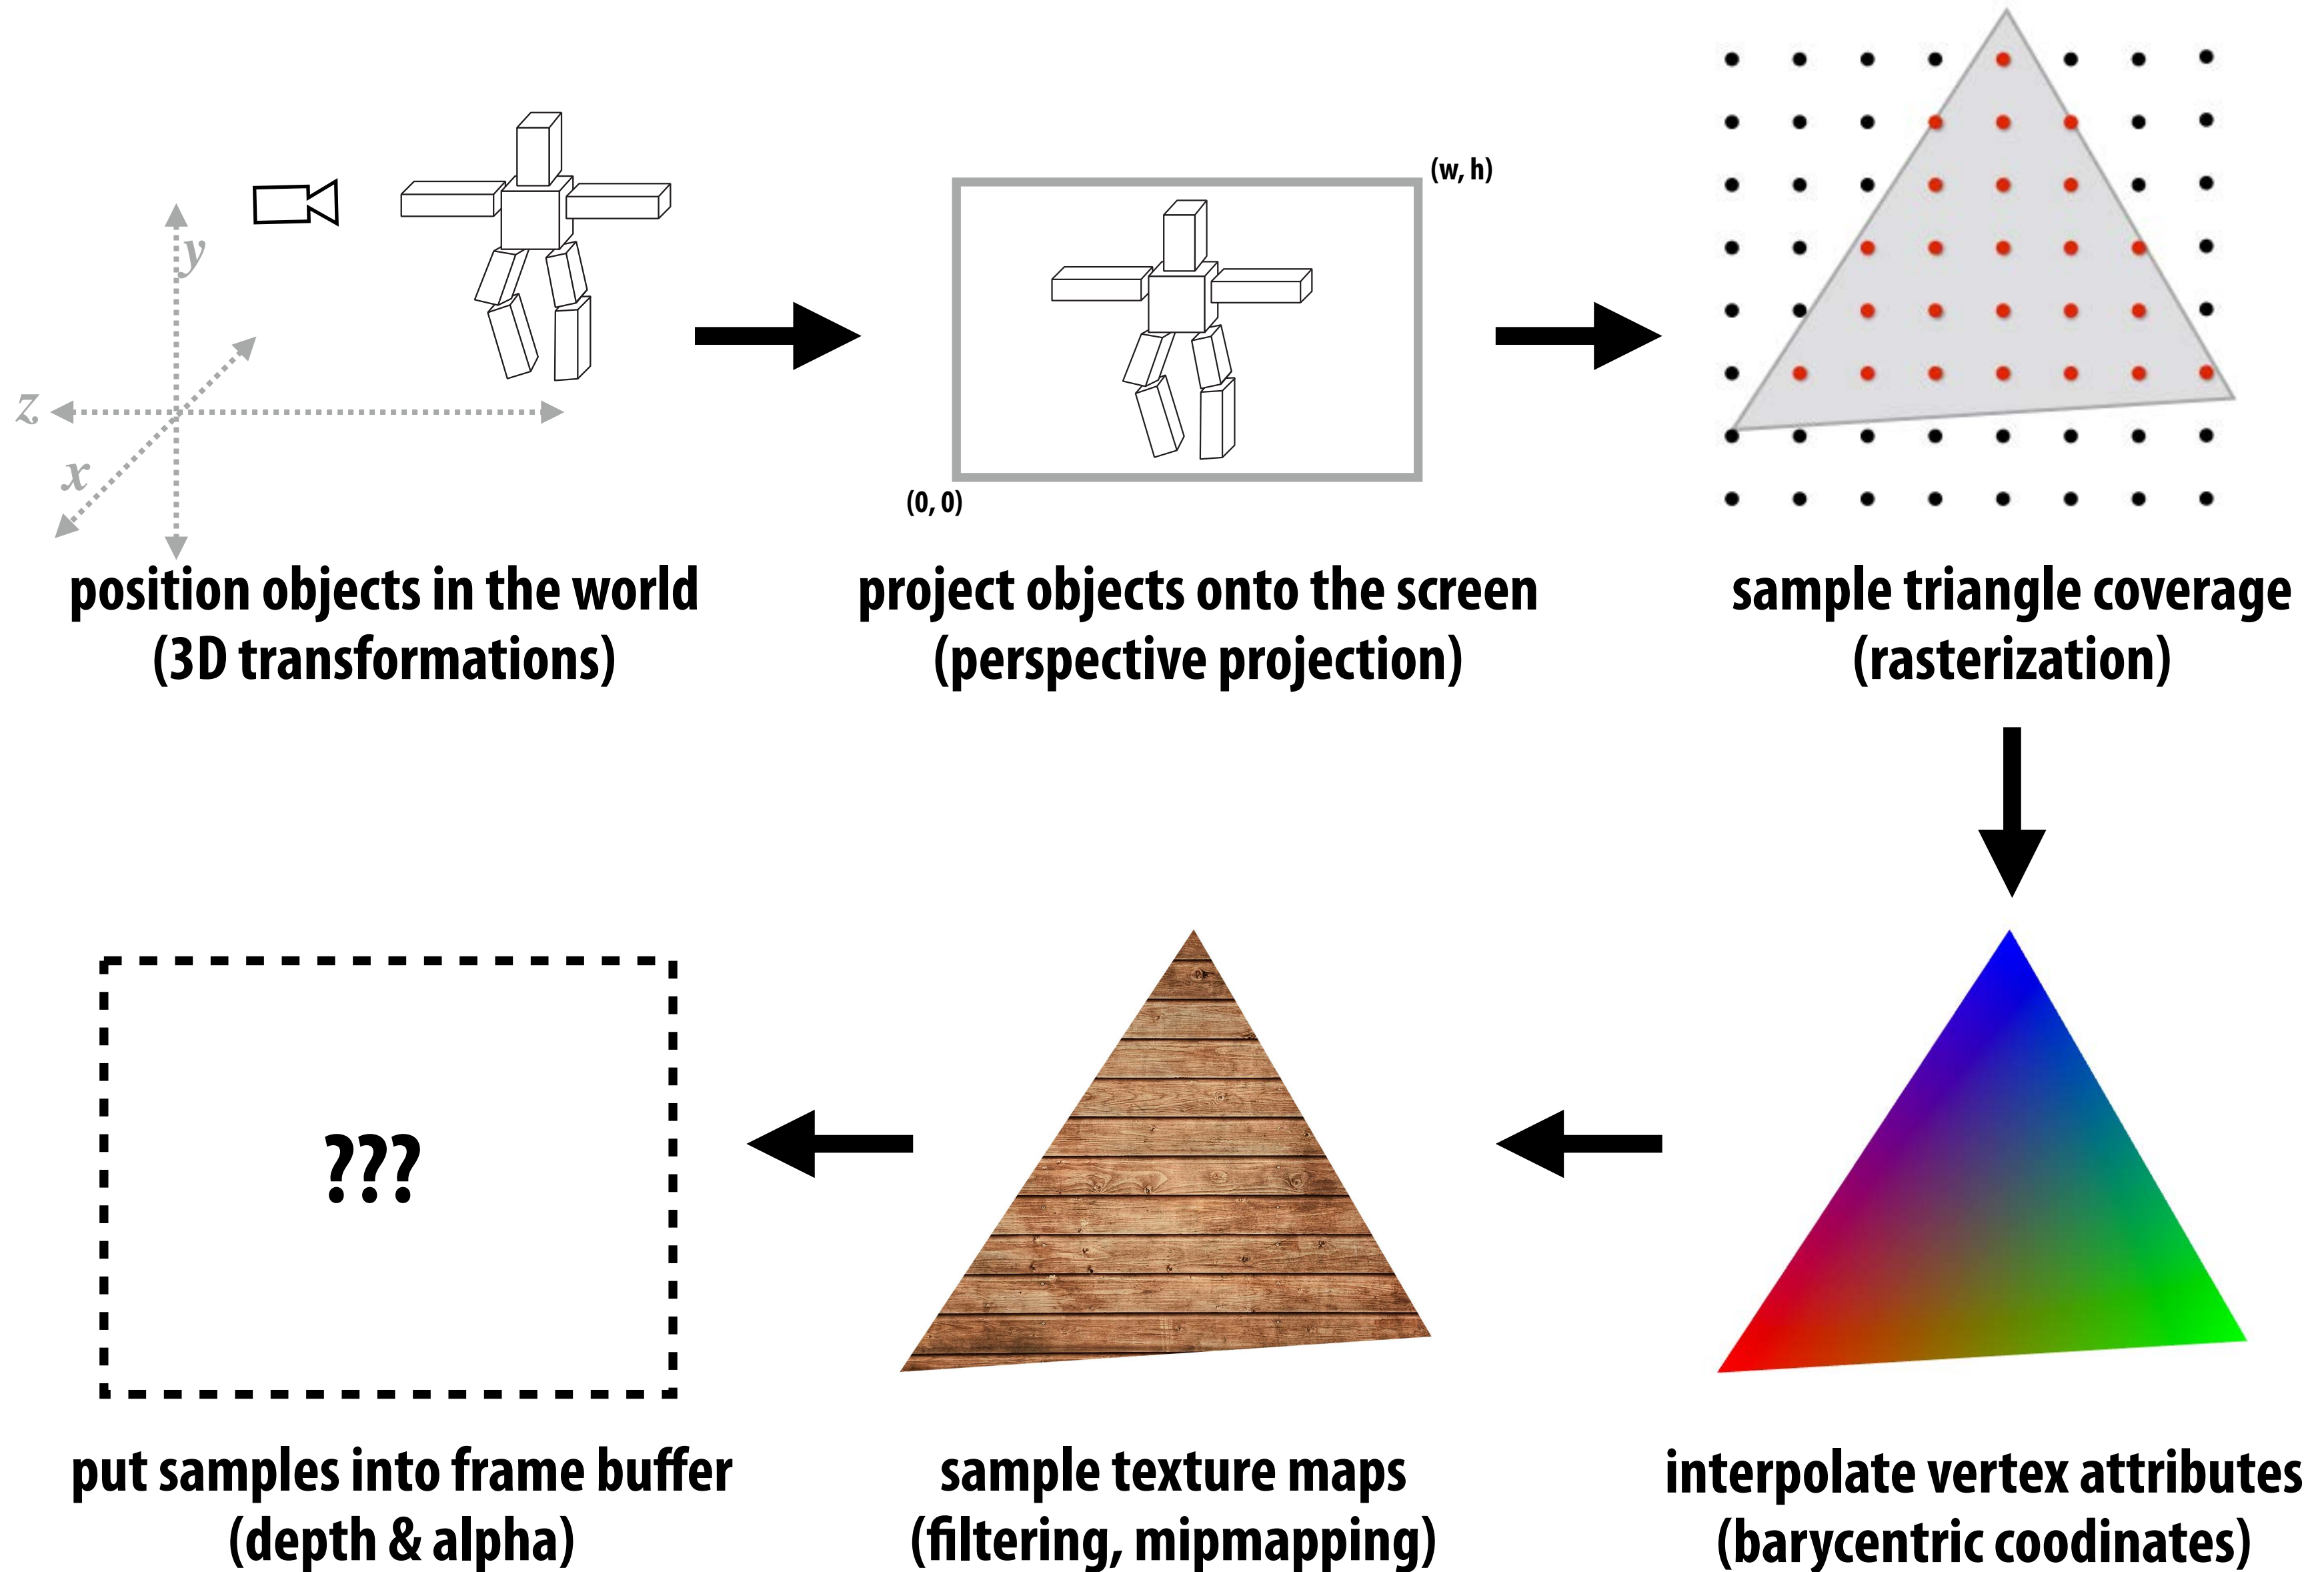 y
z
x
position objects in the world
(3D transformations)
(w, h)
(0, 0)
project objects onto the screen
(perspective projection)
sample triangle coverage
(rasterization)
???
put samples into frame buffer
(depth & alpha)
sample texture maps
(filtering, mipmapping)
interpolate vertex attributes
(barycentric coodinates)